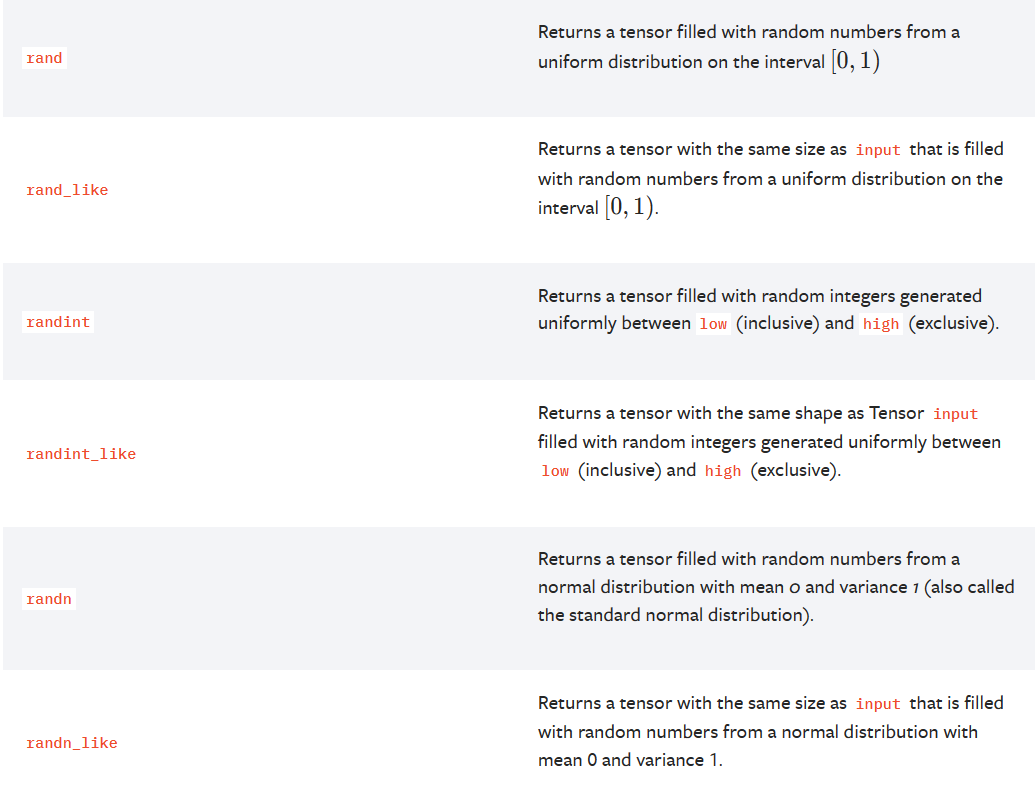 rand
Returns a tensor filled with random numbers from a
uniform distribution on the interval [0, 1)
rand_like
Returns a tensor with the same size as input that is filled
with random numbers from a uniform distribution on the
interval [0, 1).
randint
Returns a tensor filled with random integers generated
uniformly between low (inclusive) and high (exclusive).
randint_like
Returns a tensor with the same shape as Tensor input
filled with random integers generated uniformly between
low (inclusive) and high (exclusive).
randn
Returns a tensor filled with random numbers from a
normal distribution with mean 0 and variance 1 (also called
the standard normal distribution).
randn_like
Returns a tensor with the same size as input that is filled
with random numbers from a normal distribution with
mean 0 and variance 1.